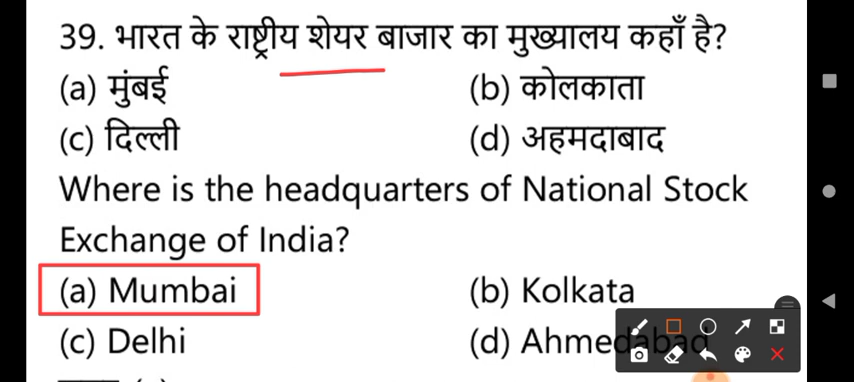 39. भारत के राष्ट्रीय शेयर बाजार का मुख्यालय कहाँ है?
(a) मुंबई (b) कोलकाता
(c) दिल्ली (d) अहमदाबाद
Where is the headquarters of National Stock
Exchange of India?
(a) Mumbai (b) Kolkata
(c) Delhi (d) Ahmedabad